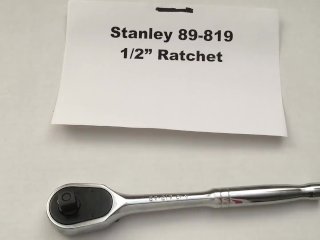 Stanley 89-819
1/2” Ratchet